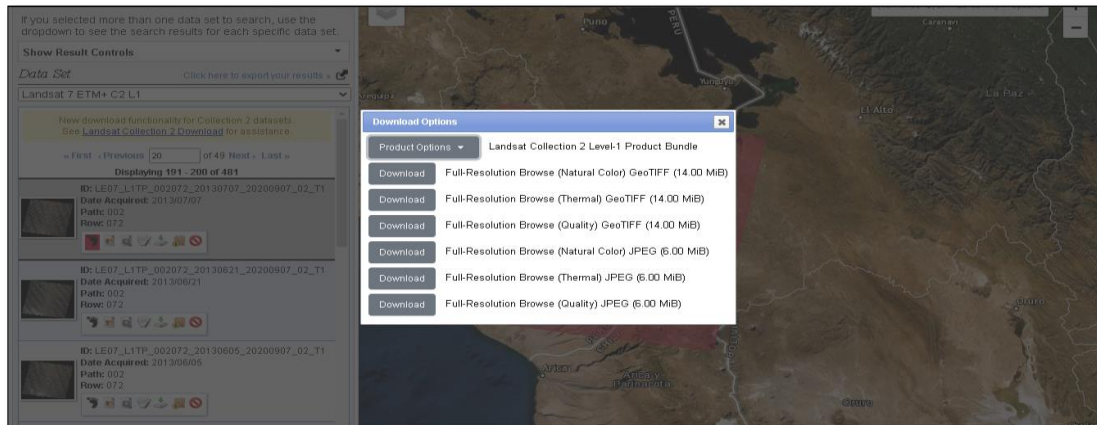 If you selected more than one data set to search, use the
dropdown to see the search results for each specific data set.
Show Result Controls
Data Set
Click here to export your results »
Landsat 7 ETM+ C2 L1
New download functionality for Collection 2 datasets.
See Landsat Collection 2 Download for assistance.
« First ‹ Previous 20 of 49 Next › Last »
Displaying 191 - 200 of 481
ID: LE07_L1TP_002072_20130707_20200907_02_T1
Date Acquired: 2013/07/07
Path: 002
Row: 072
ID: LE07_L1TP_002072_20130621_20200907_02_T1
Date Acquired: 2013/06/21
Path: 002
Row: 072
ID: LE07_L1TP_002072_20130605_20200907_02_T1
Date Acquired: 2013/06/05
Path: 002
Row: 072
Download Options
Product Options Landsat Collection 2 Level-1 Product Bundle
Download Full-Resolution Browse (Natural Color) GeoTIFF (14.00 MiB)
Download Full-Resolution Browse (Thermal) GeoTIFF (14.00 MiB)
Download Full-Resolution Browse (Quality) GeoTIFF (14.00 MiB)
Download Full-Resolution Browse (Natural Color) JPEG (6.00 MiB)
Download Full-Resolution Browse (Thermal) JPEG (6.00 MiB)
Download Full-Resolution Browse (Quality) JPEG (6.00 MiB)
Puno
PERU
Caranavi
Yunguyo
La Paz
El Alto
Arequipa
Oruro
Arica
Arica y
Parinacota
Oruro